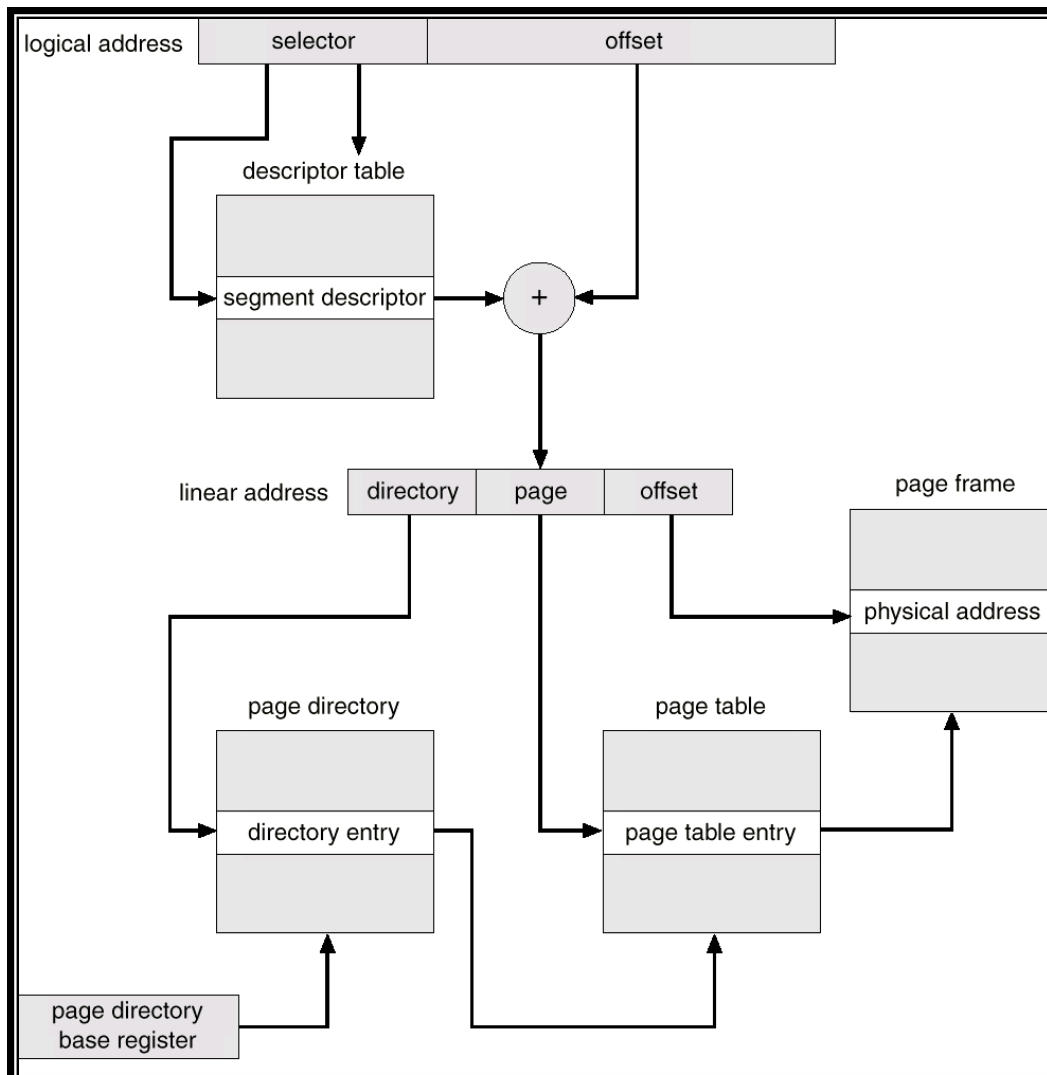 logical address
selector
offset
descriptor table
segment descriptor
+
linear address
directory
page
offset
page frame
physical address
page directory
page table
directory entry
page table entry
page directory
base register